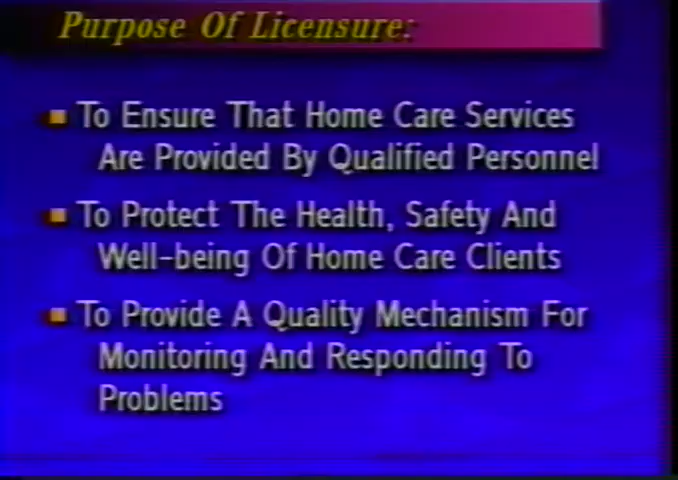 Purpose Of Licensure:
To Ensure That Home Care Services
Are Provided By Qualified Personnel
To Protect The Health, Safety And
Well-being Of Home Care Clients
To Provide A Quality Mechanism For
Monitoring And Responding To
Problems